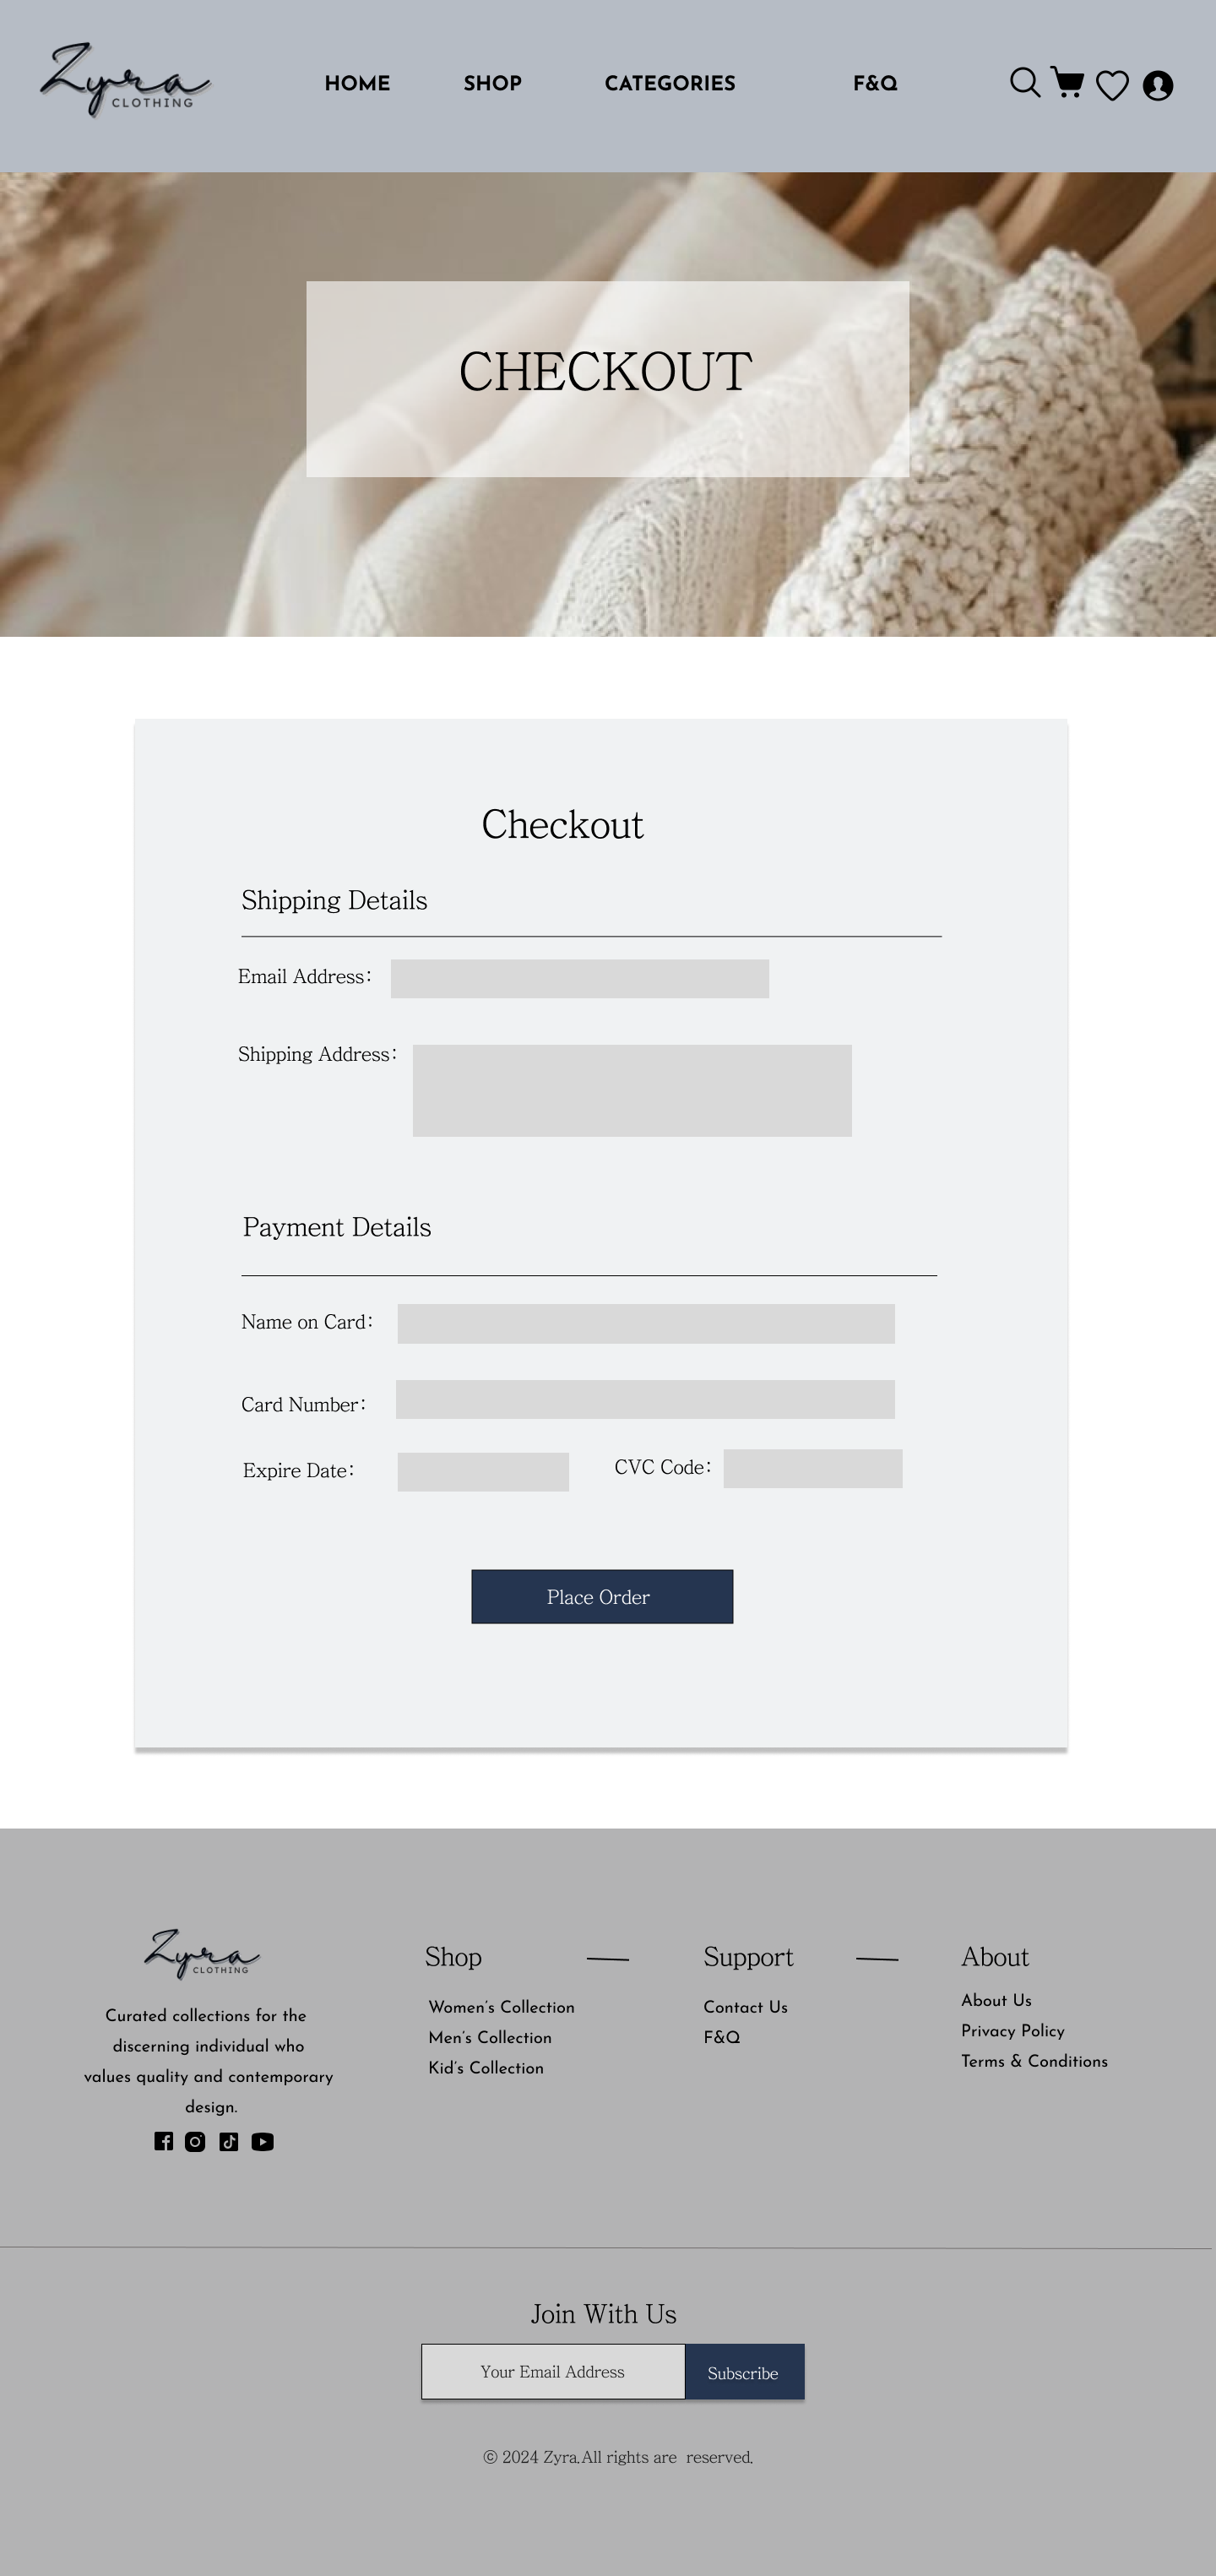 Zyra
CLOTHING
HOME SHOP CATEGORIES F&Q
CHECKOUT
Checkout
Shipping Details
Email Address:
Shipping Address:
Payment Details
Name on Card:
Card Number:
Expire Date: CVC Code:
Place Order
Zyra
CLOTHING
Curated collections for the
discerning individual who
values quality and contemporary
design.
Shop
Women's Collection
Men's Collection
Kid's Collection
Support
Contact Us
F&Q
About
About Us
Privacy Policy
Terms & Conditions
Join With Us
Your Email Address Subscribe
© 2024 Zyra.All rights are  reserved.